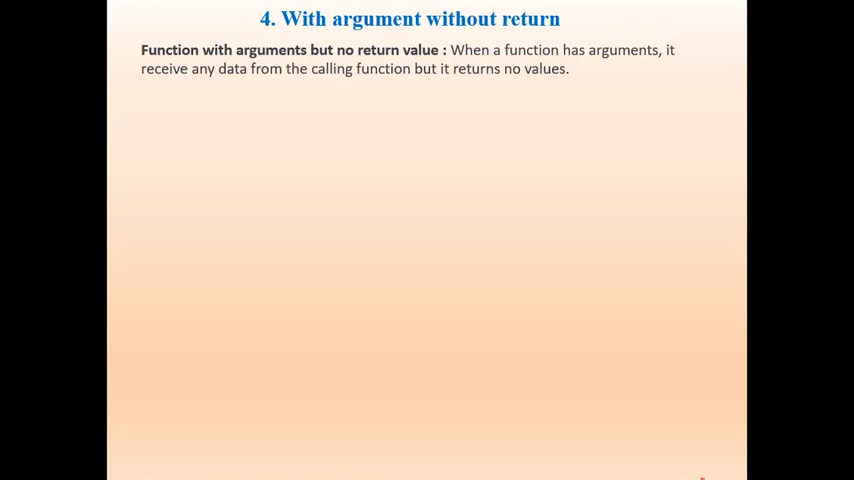 4. With argument without return
Function with arguments but no return value : When a function has arguments, it
receive any data from the calling function but it returns no values.